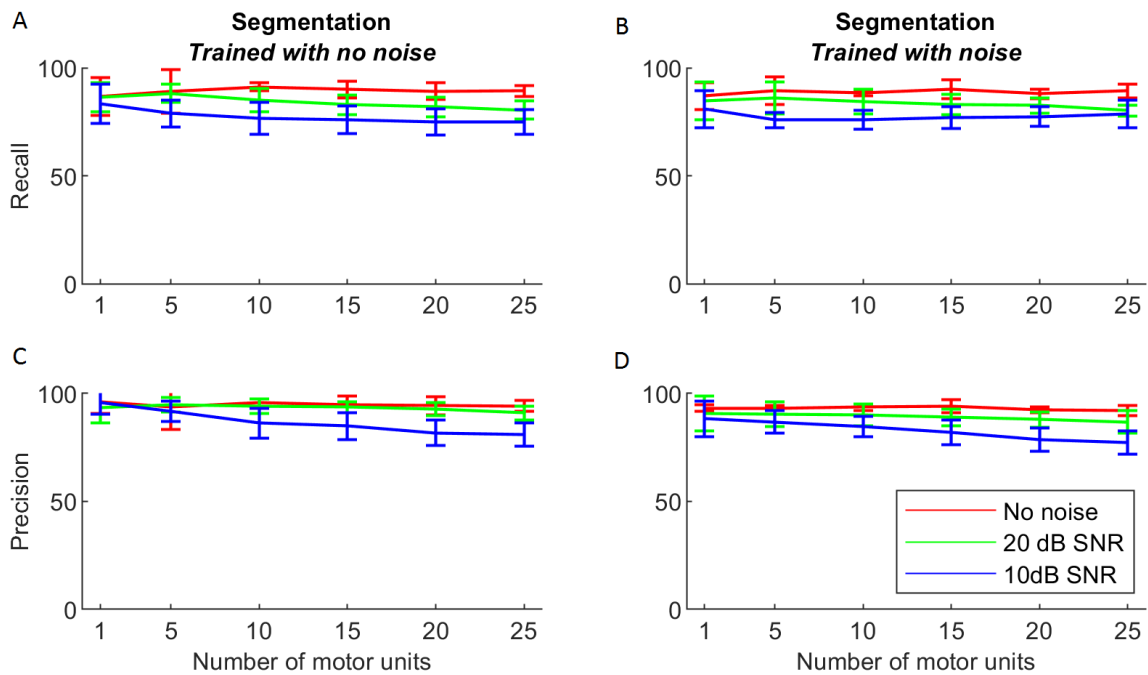 A
Segmentation
Trained with no noise
Recall
100
50
0
1 5 10 15 20 25
B
Segmentation
Trained with noise
100
50
0
1 5 10 15 20 25
C
Precision
100
50
0
1 5 10 15 20 25
Number of motor units
D
100
50
0
No noise
20 dB SNR
10dB SNR
1 5 10 15 20 25
Number of motor units